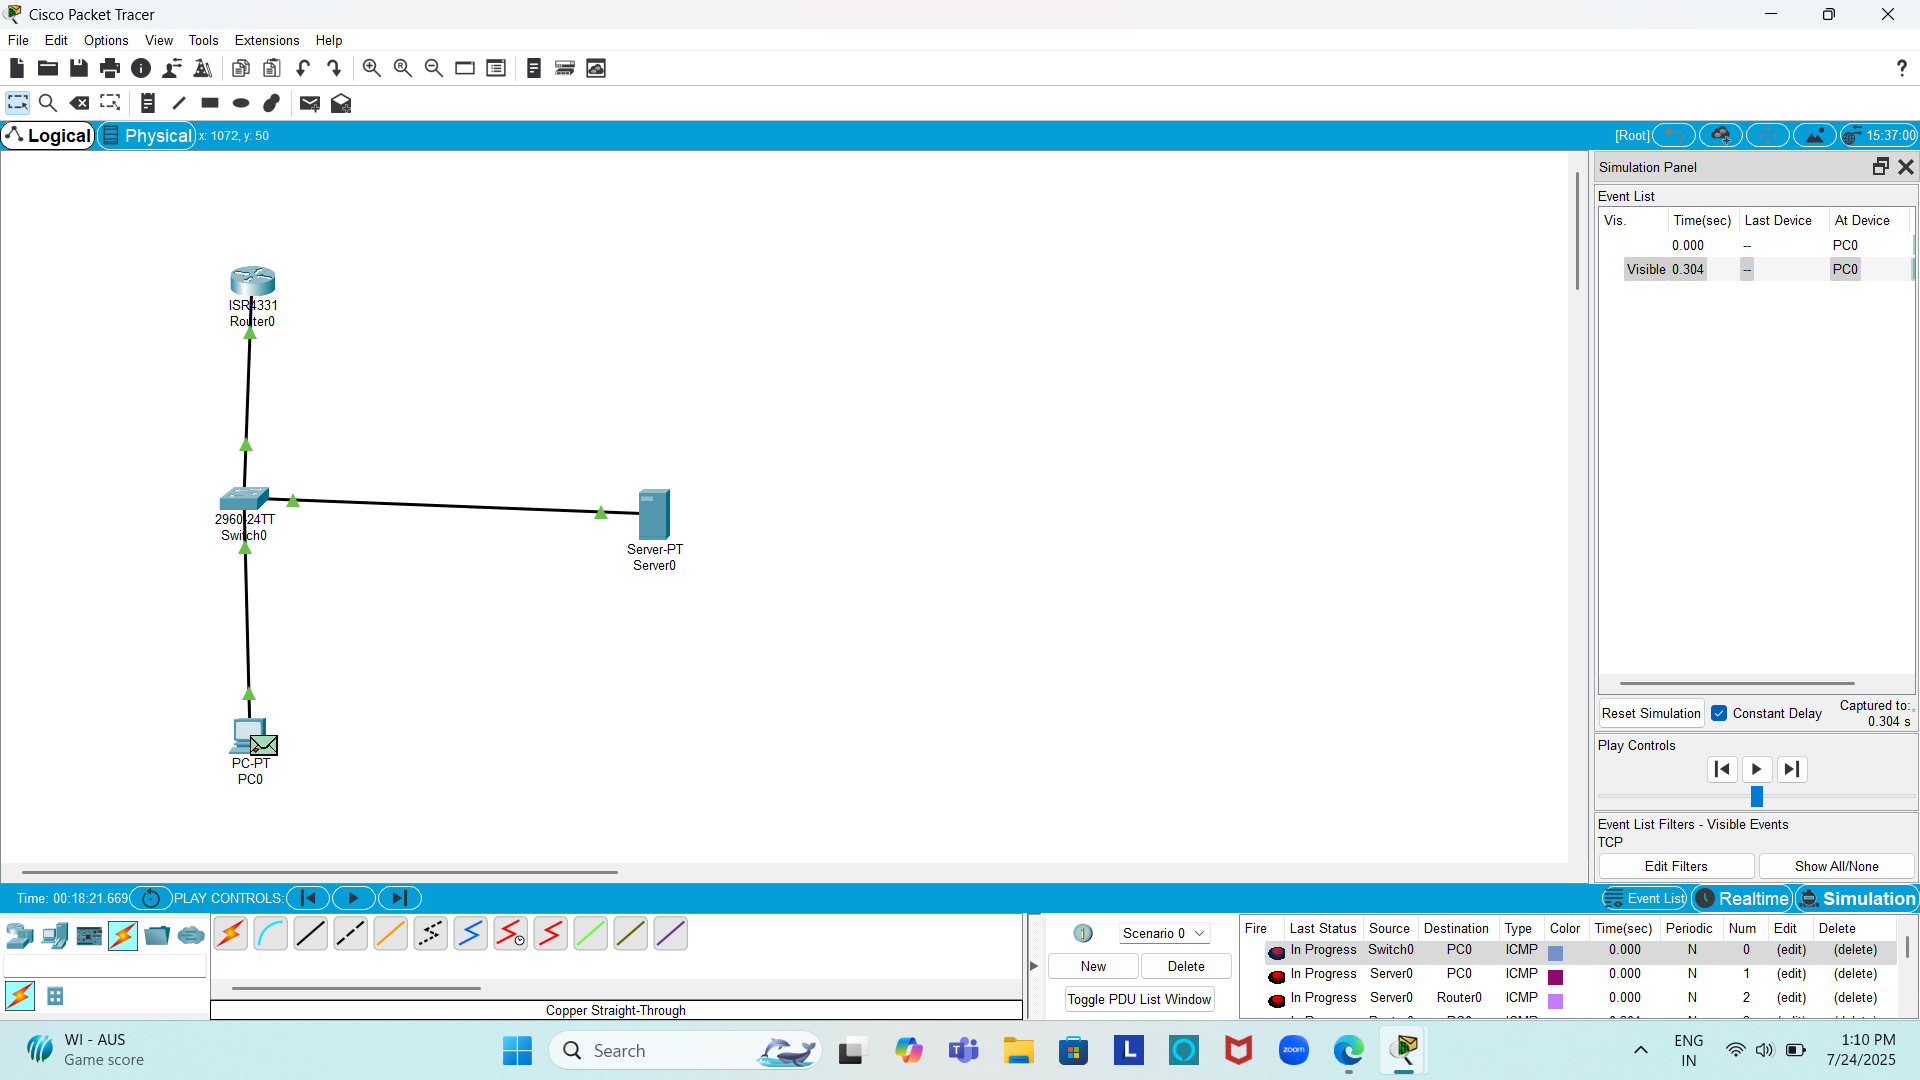 Cisco Packet Tracer
File Edit Options View Tools Extensions Help
?
Logical Physical x: 1072, y: 50 [Root] 15:37:00
Simulation Panel
Event List
Vis. Time(sec) Last Device At Device
0.000 -- PC0
Visible 0.304 -- PC0
ISR4331
Router0
2960-24TT
Switch0
Server-PT
Server0
PC-PT
PC0
Reset Simulation Constant Delay Captured to:
0.304 s
Play Controls
Event List Filters - Visible Events
TCP
Edit Filters Show All/None
Time: 00:18:21.669 PLAY CONTROLS: Event List Realtime Simulation
Scenario 0
New Delete
Toggle PDU List Window
Copper Straight-Through
Fire Last Status Source Destination Type Color Time(sec) Periodic Num Edit Delete
In Progress Switch0 PC0 ICMP 0.000 N 0 (edit) (delete)
In Progress Server0 PC0 ICMP 0.000 N 1 (edit) (delete)
In Progress Server0 Router0 ICMP 0.000 N 2 (edit) (delete)
WI - AUS
Game score
Search
L
zoom
ENG
IN
1:10 PM
7/24/2025